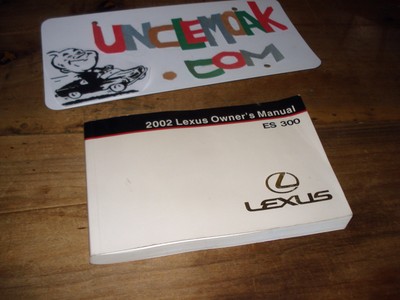 UNCLEMOAK
.COM
2002 Lexus Owner's Manual
ES 300
LEXUS